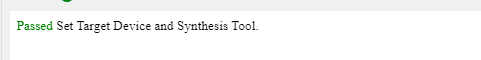 Passed Set Target Device and Synthesis Tool.